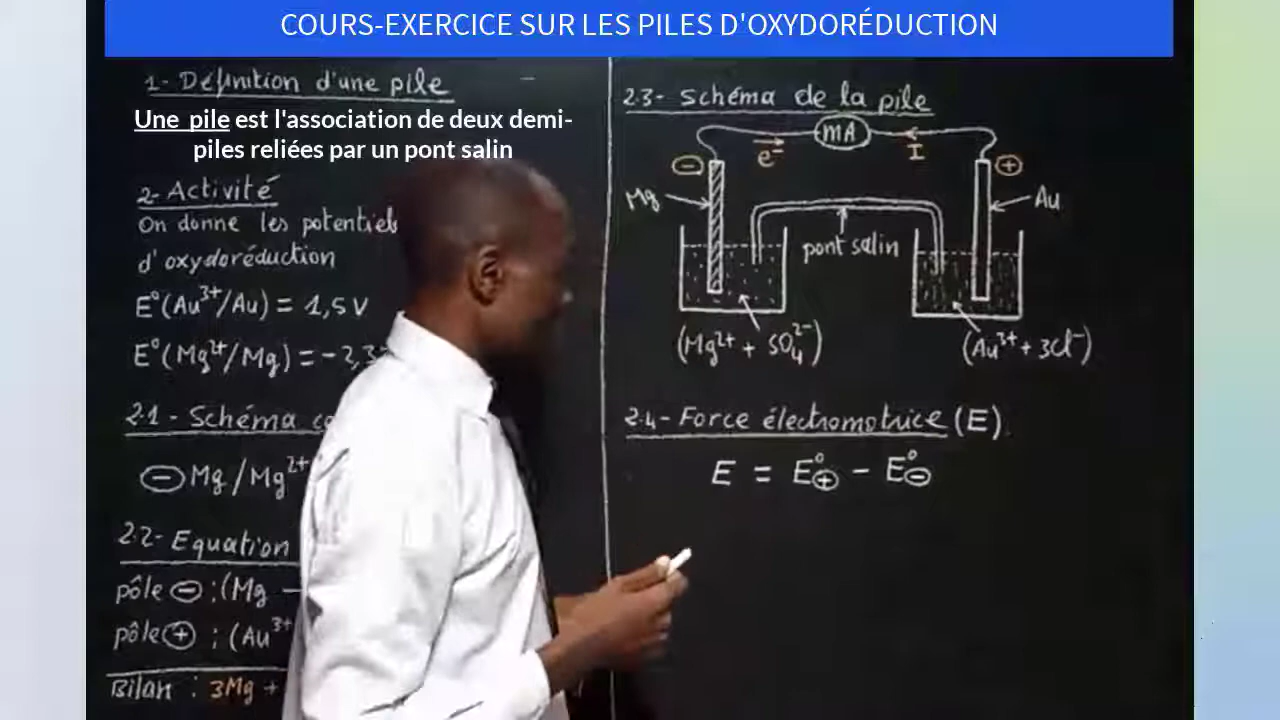 COURS-EXERCICE SUR LES PILES D'OXYDORÉDUCTION
1- Définition d'une pile
Une pile est l'association de deux demi-
piles reliées par un pont salin
2- Activité
On donne les potentiels
d'oxydoréduction
E°(Au³⁺/Au) = 1,5V
E°(Mg²⁺/Mg) = -2,3
2.1- Schéma
⊖ Mg/Mg²⁺
2.2- Equation
pôle ⊖ : (Mg
pôle ⊕ : (Au³⁺
Bilan : 3Mg +
2.3- Schéma de la pile
mA
e⁻
I
⊖
⊕
Mg
Au
pont salin
(Mg²⁺ + SO₄²⁻)
(Au³⁺ + 3Cl⁻)
2.4- Force électromotrice (E).
E = E°⊕ - E°⊖